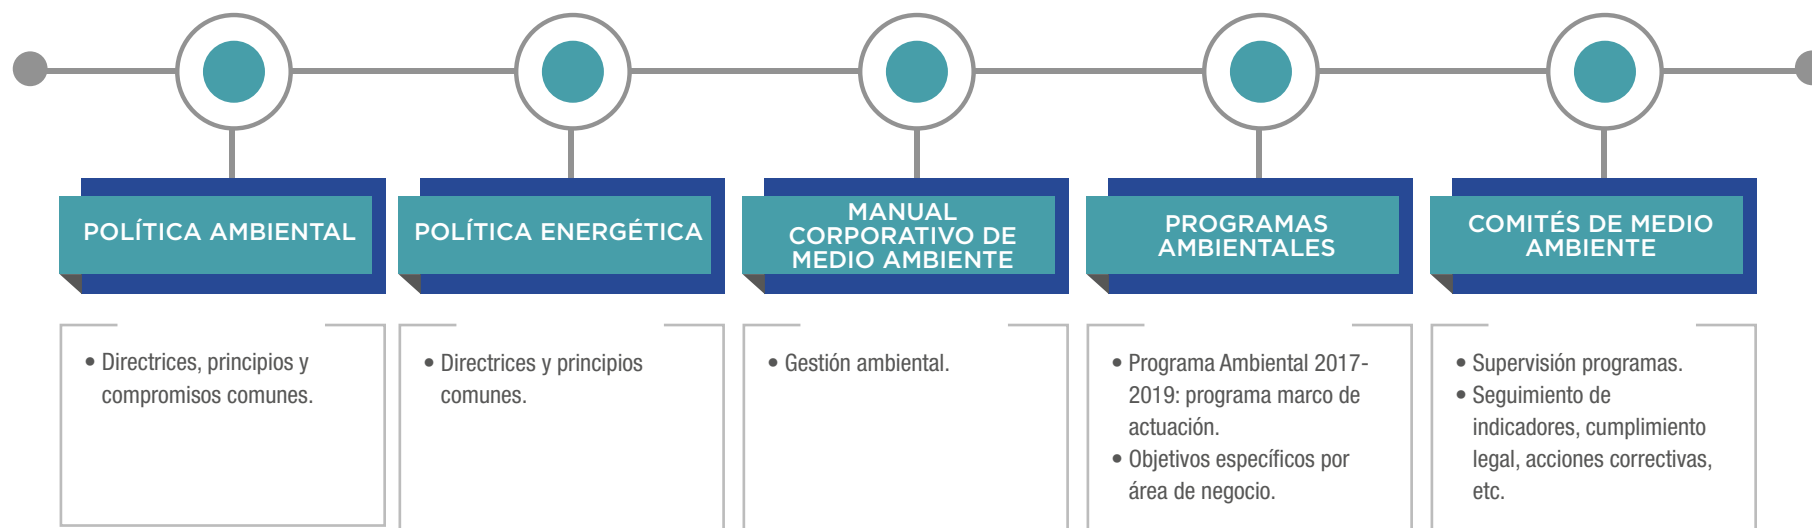 POLÍTICA AMBIENTAL
POLÍTICA ENERGÉTICA
MANUAL
CORPORATIVO DE
MEDIO AMBIENTE
PROGRAMAS
AMBIENTALES
COMITÉS DE MEDIO
AMBIENTE
• Directrices, principios y
compromisos comunes.
• Directrices y principios
comunes.
• Gestión ambiental.
• Programa Ambiental 2017-
2019: programa marco de
actuación.
• Objetivos específicos por
área de negocio.
• Supervisión programas.
• Seguimiento de
indicadores, cumplimiento
legal, acciones correctivas,
etc.